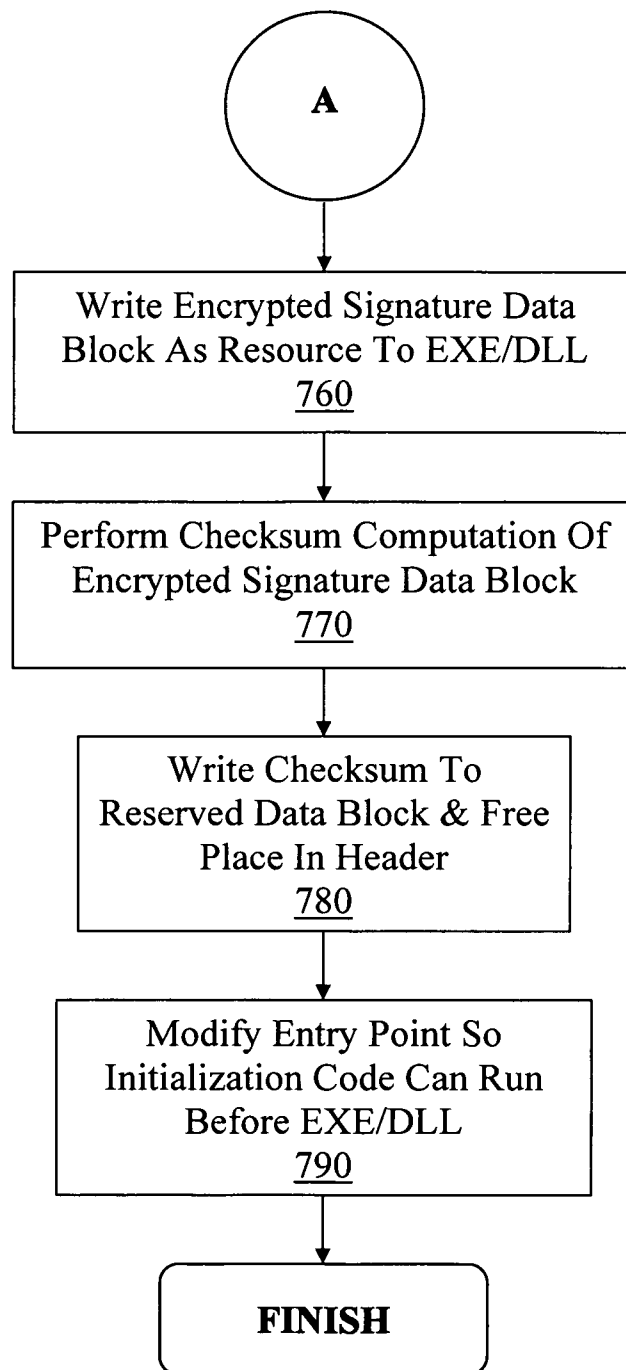 A
Write Encrypted Signature Data
Block As Resource To EXE/DLL
760
Perform Checksum Computation Of
Encrypted Signature Data Block
770
Write Checksum To
Reserved Data Block & Free
Place In Header
780
Modify Entry Point So
Initialization Code Can Run
Before EXE/DLL
790
FINISH